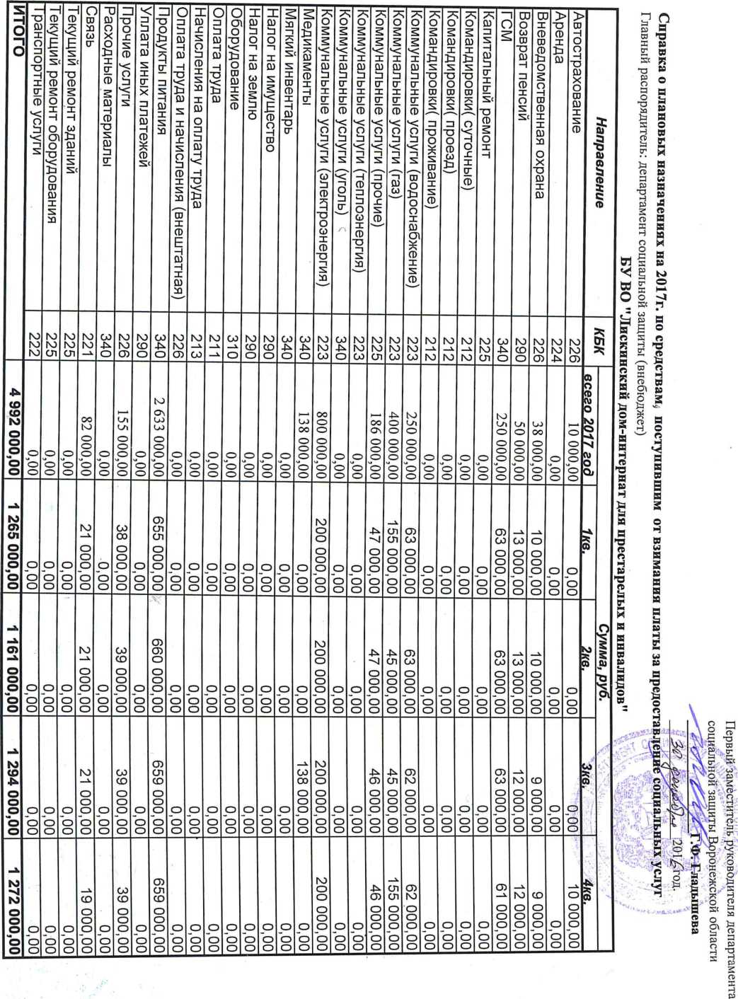 Первый заместитель руководителя департамента
социальной защиты Воронежской области
Г.Ф. Гладышева
30 декабря 2016 год.
Справка о плановых назначениях на 2017г. по средствам, поступившим от взимания платы за предоставление социальных услуг
Главный распорядитель: департамент социальной защиты (внебюджет)
БУ ВО "Лискинский дом-интернат для престарелых и инвалидов"
Направление КБК Сумма, руб.
всего 2017 год 1кв. 2кв. 3кв. 4кв.
Автострахование 226 10 000,00 0,00 0,00 0,00 10 000,00
Аренда 224 0,00 0,00 0,00 0,00 0,00
Вневедомственная охрана 226 38 000,00 10 000,00 10 000,00 9 000,00 9 000,00
Возврат пенсий 290 50 000,00 13 000,00 13 000,00 12 000,00 12 000,00
ГСМ 340 250 000,00 63 000,00 63 000,00 63 000,00 61 000,00
Капитальный ремонт 225 0,00 0,00 0,00 0,00 0,00
Командировки( суточные) 212 0,00 0,00 0,00 0,00 0,00
Командировки( проезд) 212 0,00 0,00 0,00 0,00 0,00
Командировки( проживание) 212 0,00 0,00 0,00 0,00 0,00
Коммунальные услуги (водоснабжение) 223 250 000,00 63 000,00 63 000,00 62 000,00 62 000,00
Коммунальные услуги (газ) 223 400 000,00 155 000,00 45 000,00 45 000,00 155 000,00
Коммунальные услуги (прочие) 225 186 000,00 47 000,00 47 000,00 46 000,00 46 000,00
Коммунальные услуги (теплоэнергия) 223 0,00 0,00 0,00 0,00 0,00
Коммунальные услуги (уголь) 340 0,00 0,00 0,00 0,00 0,00
Коммунальные услуги (электроэнергия) 223 800 000,00 200 000,00 200 000,00 200 000,00 200 000,00
Медикаменты 340 138 000,00 0,00 0,00 138 000,00 0,00
Мягкий инвентарь 340 0,00 0,00 0,00 0,00 0,00
Налог на имущество 290 0,00 0,00 0,00 0,00 0,00
Налог на землю 290 0,00 0,00 0,00 0,00 0,00
Оборудование 310 0,00 0,00 0,00 0,00 0,00
Оплата труда 211 0,00 0,00 0,00 0,00 0,00
Начисления на оплату труда 213 0,00 0,00 0,00 0,00 0,00
Оплата труда и начисления (внештатная) 226 0,00 0,00 0,00 0,00 0,00
Продукты питания 340 2 633 000,00 655 000,00 660 000,00 659 000,00 659 000,00
Уплата иных платежей 290 0,00 0,00 0,00 0,00 0,00
Прочие услуги 226 155 000,00 38 000,00 39 000,00 39 000,00 39 000,00
Расходные материалы 340 0,00 0,00 0,00 0,00 0,00
Связь 221 82 000,00 21 000,00 21 000,00 21 000,00 19 000,00
Текущий ремонт зданий 225 0,00 0,00 0,00 0,00 0,00
Текущий ремонт оборудования 225 0,00 0,00 0,00 0,00 0,00
Транспортные услуги 222 0,00 0,00 0,00 0,00 0,00
ИТОГО 4 992 000,00 1 265 000,00 1 161 000,00 1 294 000,00 1 272 000,00